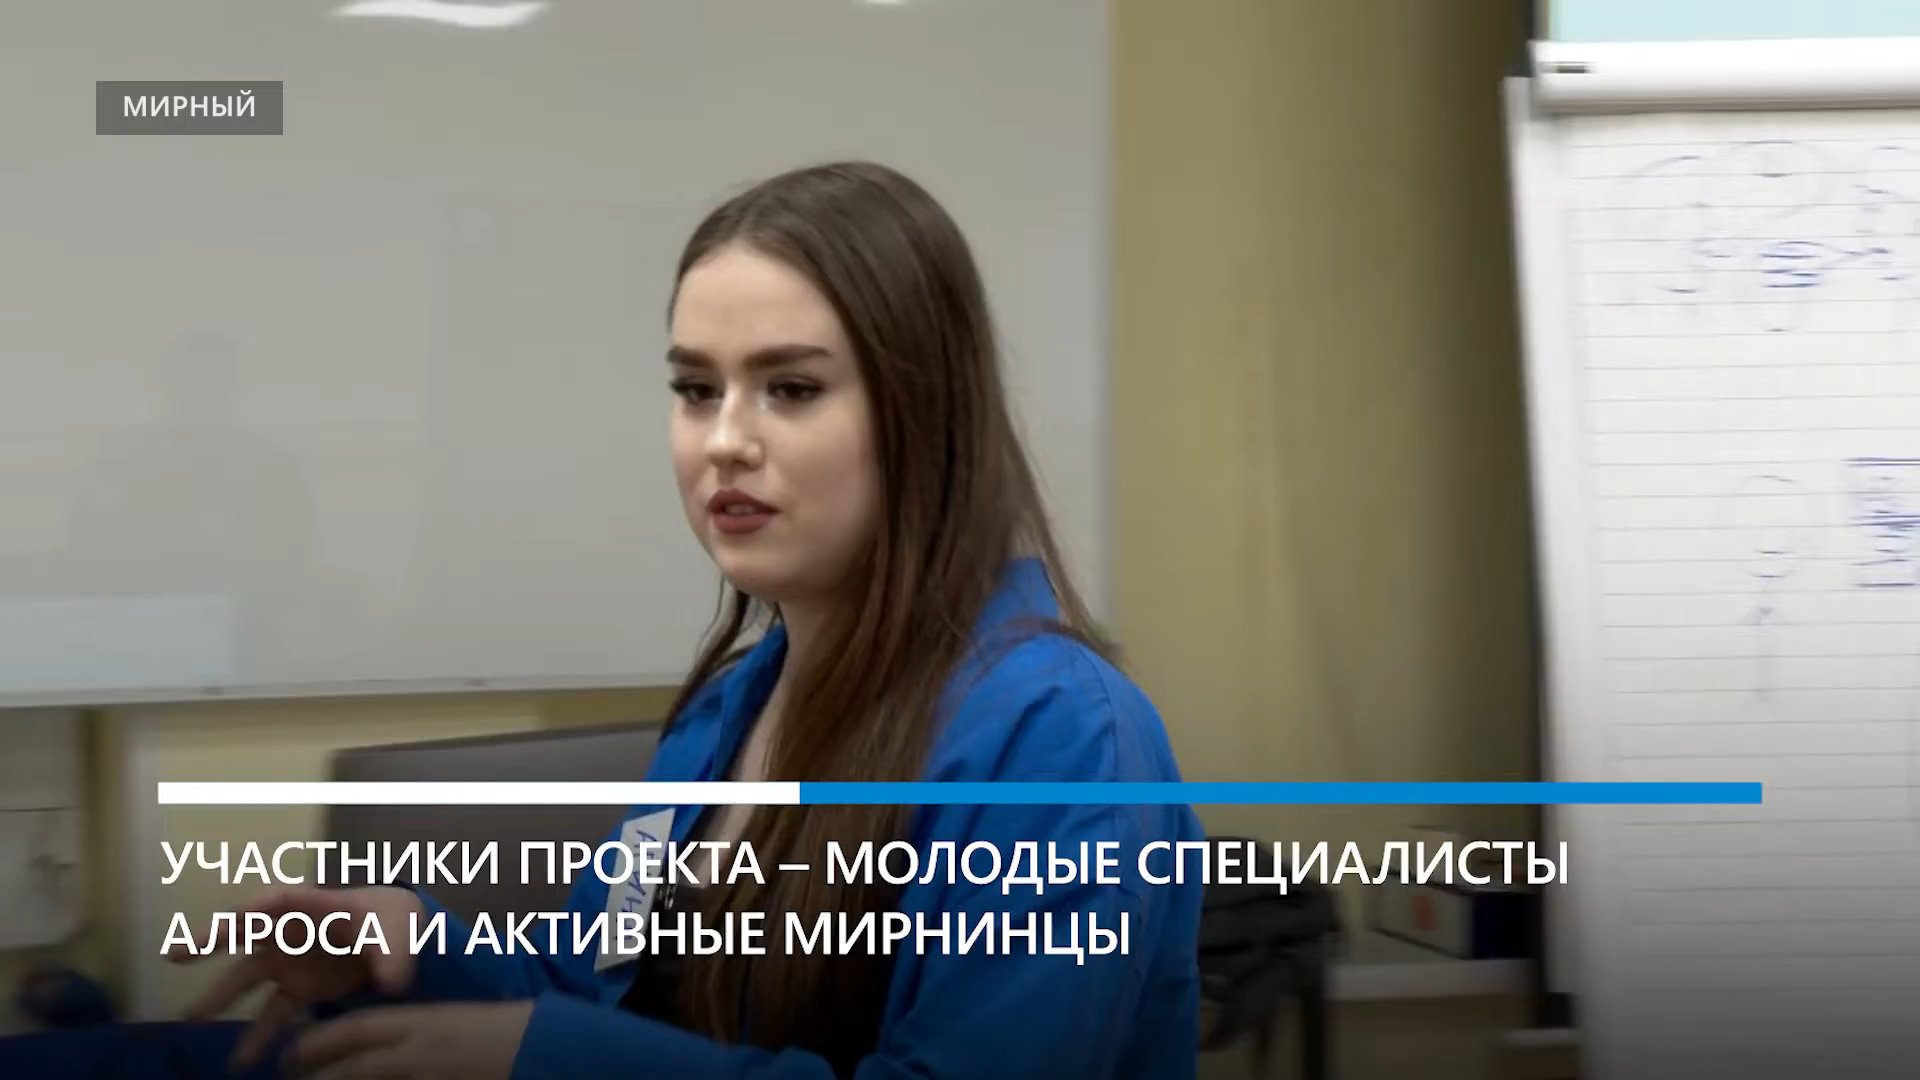 МИРНЫЙ
УЧАСТНИКИ ПРОЕКТА – МОЛОДЫЕ СПЕЦИАЛИСТЫ
АЛРОСА И АКТИВНЫЕ МИРНИНЦЫ